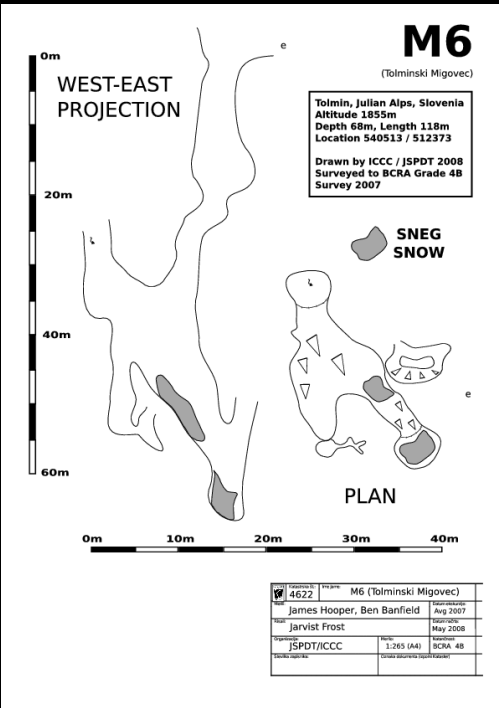 M6
(Tolminski Migovec)
WEST-EAST
PROJECTION
e
0m
20m
40m
60m
Tolmin, Julian Alps, Slovenia
Altitude 1855m
Depth 68m, Length 118m
Location 540513 / 512373
Drawn by ICCC / JSPDT 2008
Surveyed to BCRA Grade 4B
Survey 2007
SNEG
SNOW
e
PLAN
0m 10m 20m 30m 40m
4622 M6 (Tolminski Migovec)
James Hooper, Ben Banfield Avg 2007
Jarvist Frost May 2008
JSPDT/ICCC 1:265 (A4) BCRA 4B